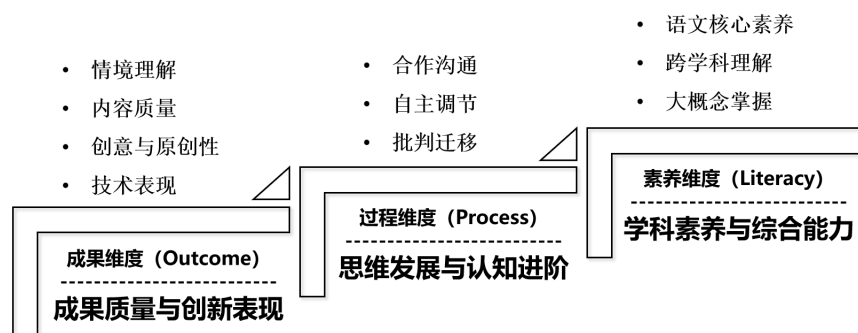 • 情境理解
• 内容质量
• 创意与原创性
• 技术表现
成果维度（Outcome）
成果质量与创新表现
• 合作沟通
• 自主调节
• 批判迁移
过程维度（Process）
思维发展与认知进阶
• 语文核心素养
• 跨学科理解
• 大概念掌握
素养维度（Literacy）
学科素养与综合能力